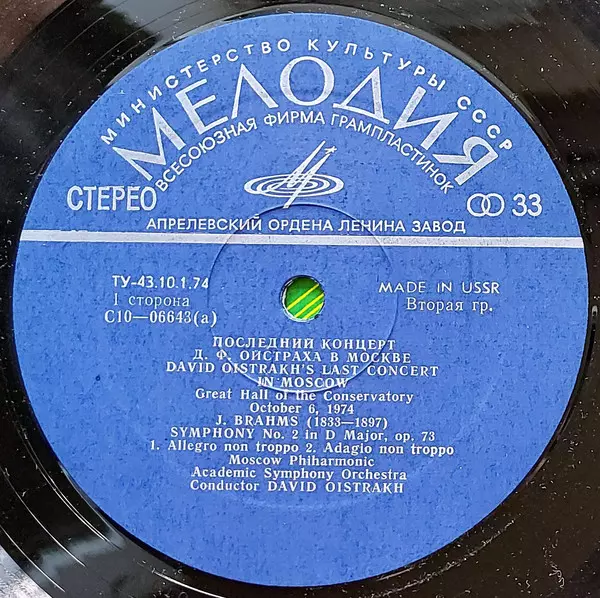 МИНИСТЕРСТВО КУЛЬТУРЫ СССР
МЕЛОДИЯ
ВСЕСОЮЗНАЯ ФИРМА ГРАМПЛАСТИНОК
СТЕРЕО
33
АПРЕЛЕВСКИЙ ОРДЕНА ЛЕНИНА ЗАВОД
ТУ-43.10.1.74
MADE IN USSR
1 сторона
Вторая гр.
С10—06643(а)
ПОСЛЕДНИЙ КОНЦЕРТ
Д. Ф. ОЙСТРАХА В МОСКВЕ
DAVID OISTRAKH'S LAST CONCERT
IN MOSCOW
Great Hall of the Conservatory
October 6, 1974
J. BRAHMS (1833—1897)
SYMPHONY No. 2 in D Major, op. 73
1. Allegro non troppo 2. Adagio non troppo
Moscow Philharmonic
Academic Symphony Orchestra
Conductor DAVID OISTRAKH